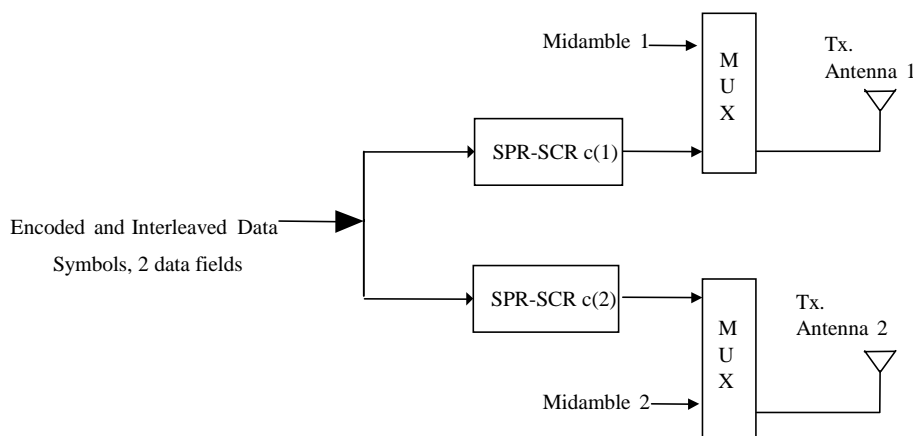 Midamble 1
M
U
X
Tx.
Antenna 1
SPR-SCR c(1)
Encoded and Interleaved Data
Symbols, 2 data fields
SPR-SCR c(2)
M
U
X
Tx.
Antenna 2
Midamble 2